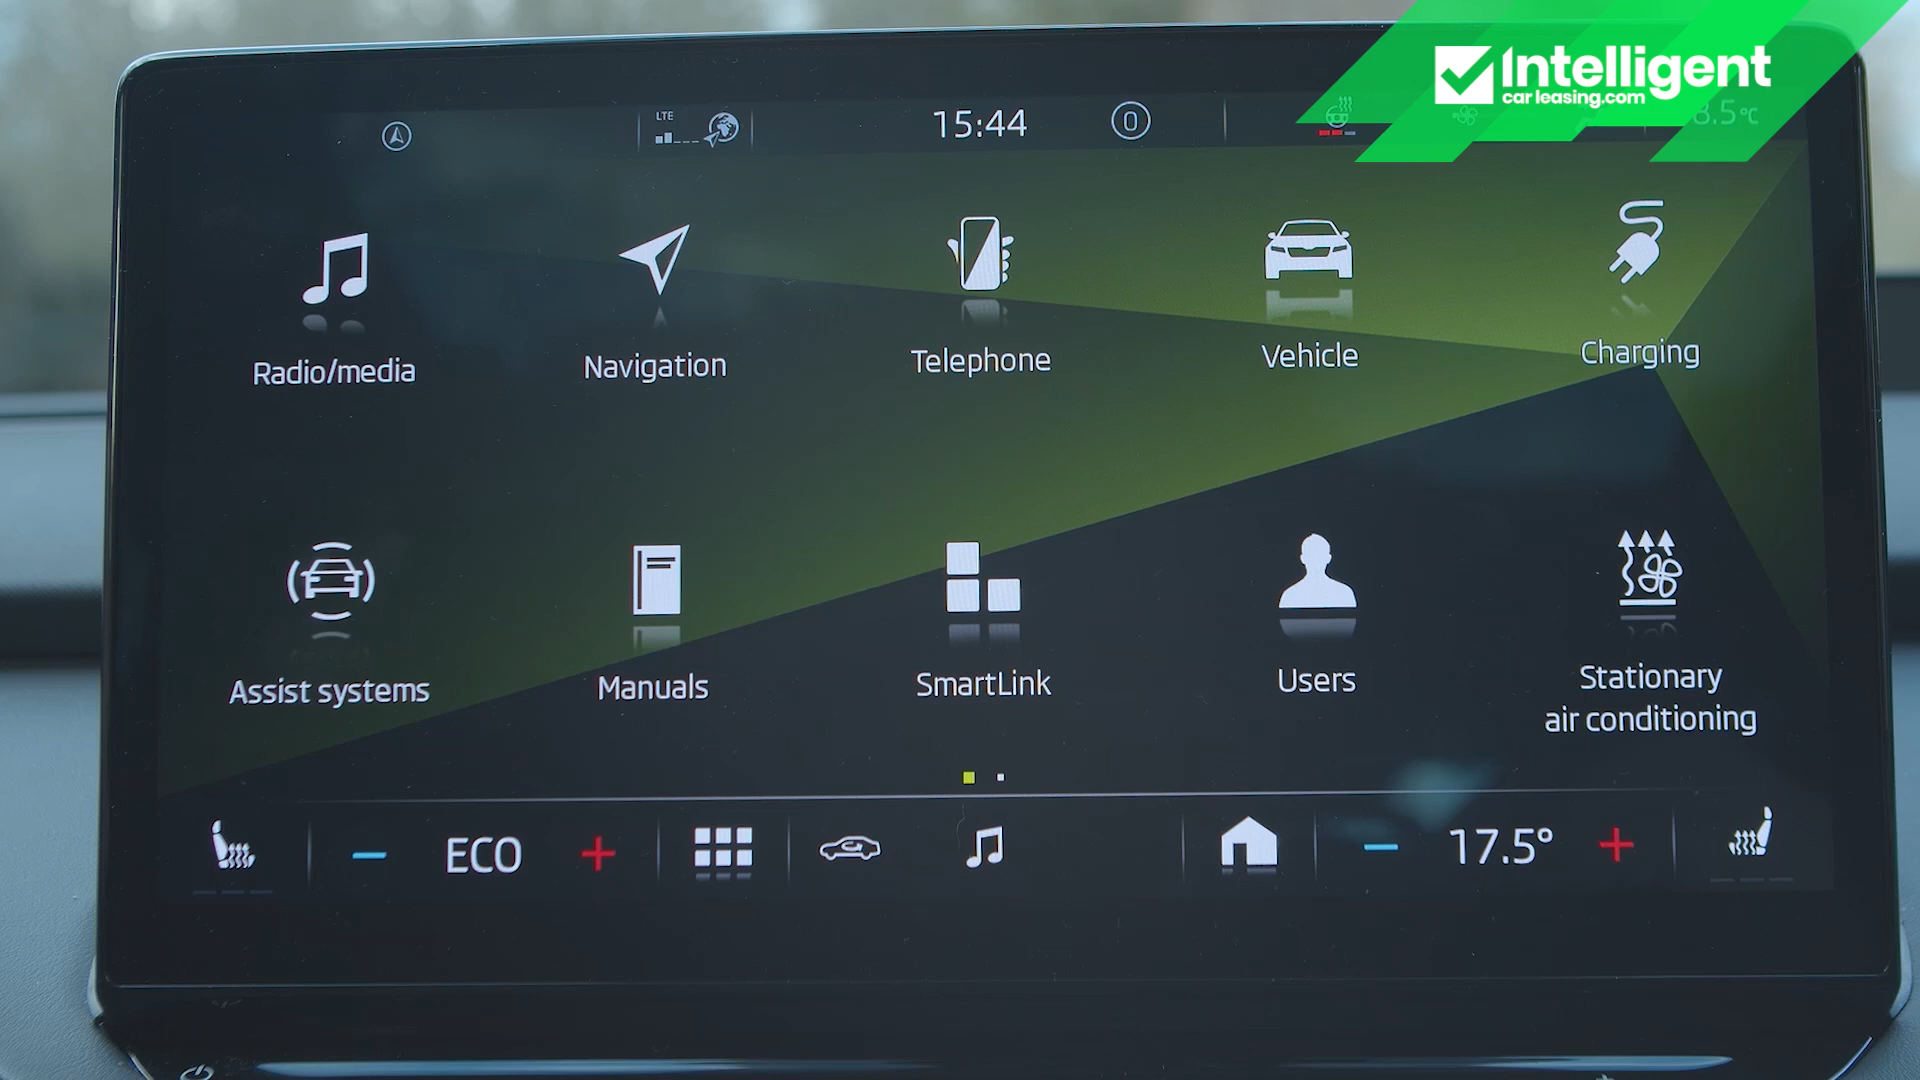 Intelligent
carleasing.com
LTE
15:44
0
Radio/media
Navigation
Telephone
Vehicle
Charging
Assist systems
Manuals
SmartLink
Users
Stationary
air conditioning
ECO
17.5°